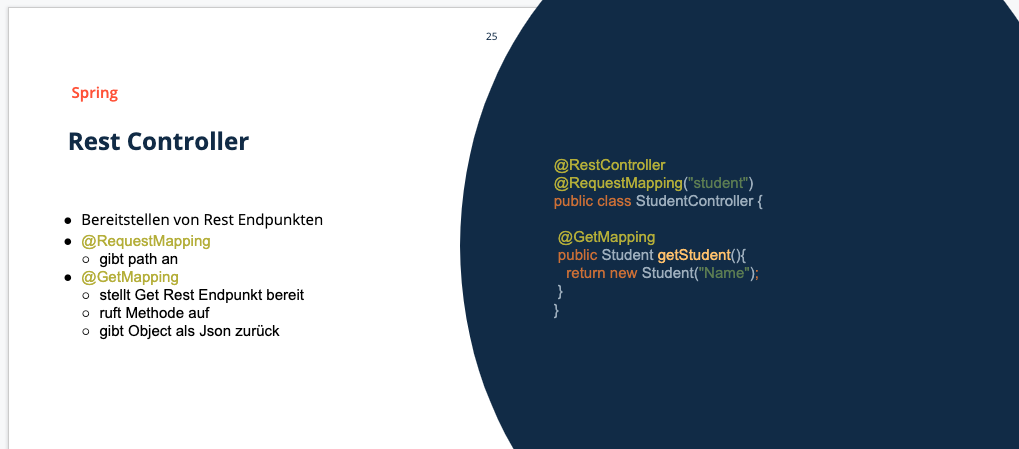 25
Spring
Rest Controller
● Bereitstellen von Rest Endpunkten
● @RequestMapping
○ gibt path an
● @GetMapping
○ stellt Get Rest Endpunkt bereit
○ ruft Methode auf
○ gibt Object als Json zurück
@RestController
@RequestMapping("student")
public class StudentController {
@GetMapping
public Student getStudent(){
return new Student("Name");
}
}